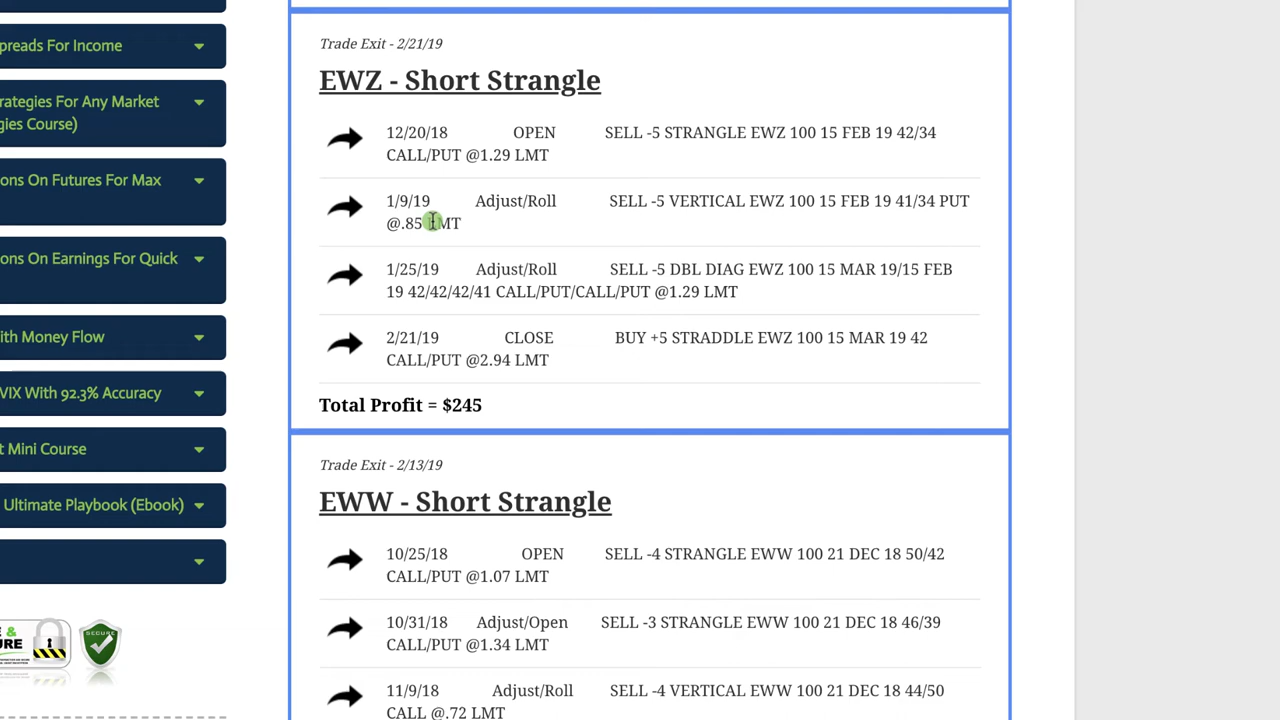 preads For Income
rategies For Any Market
gies Course)
ons On Futures For Max
ons On Earnings For Quick
ith Money Flow
VIX With 92.3% Accuracy
t Mini Course
Ultimate Playbook (Ebook)
&
URE
SECURE
Trade Exit - 2/21/19
EWZ - Short Strangle
12/20/18 OPEN SELL -5 STRANGLE EWZ 100 15 FEB 19 42/34
CALL/PUT @1.29 LMT
1/9/19 Adjust/Roll SELL -5 VERTICAL EWZ 100 15 FEB 19 41/34 PUT
@.85 LMT
1/25/19 Adjust/Roll SELL -5 DBL DIAG EWZ 100 15 MAR 19/15 FEB
19 42/42/42/41 CALL/PUT/CALL/PUT @1.29 LMT
2/21/19 CLOSE BUY +5 STRADDLE EWZ 100 15 MAR 19 42
CALL/PUT @2.94 LMT
Total Profit = $245
Trade Exit - 2/13/19
EWW - Short Strangle
10/25/18 OPEN SELL -4 STRANGLE EWW 100 21 DEC 18 50/42
CALL/PUT @1.07 LMT
10/31/18 Adjust/Open SELL -3 STRANGLE EWW 100 21 DEC 18 46/39
CALL/PUT @1.34 LMT
11/9/18 Adjust/Roll SELL -4 VERTICAL EWW 100 21 DEC 18 44/50
CALL @.72 LMT